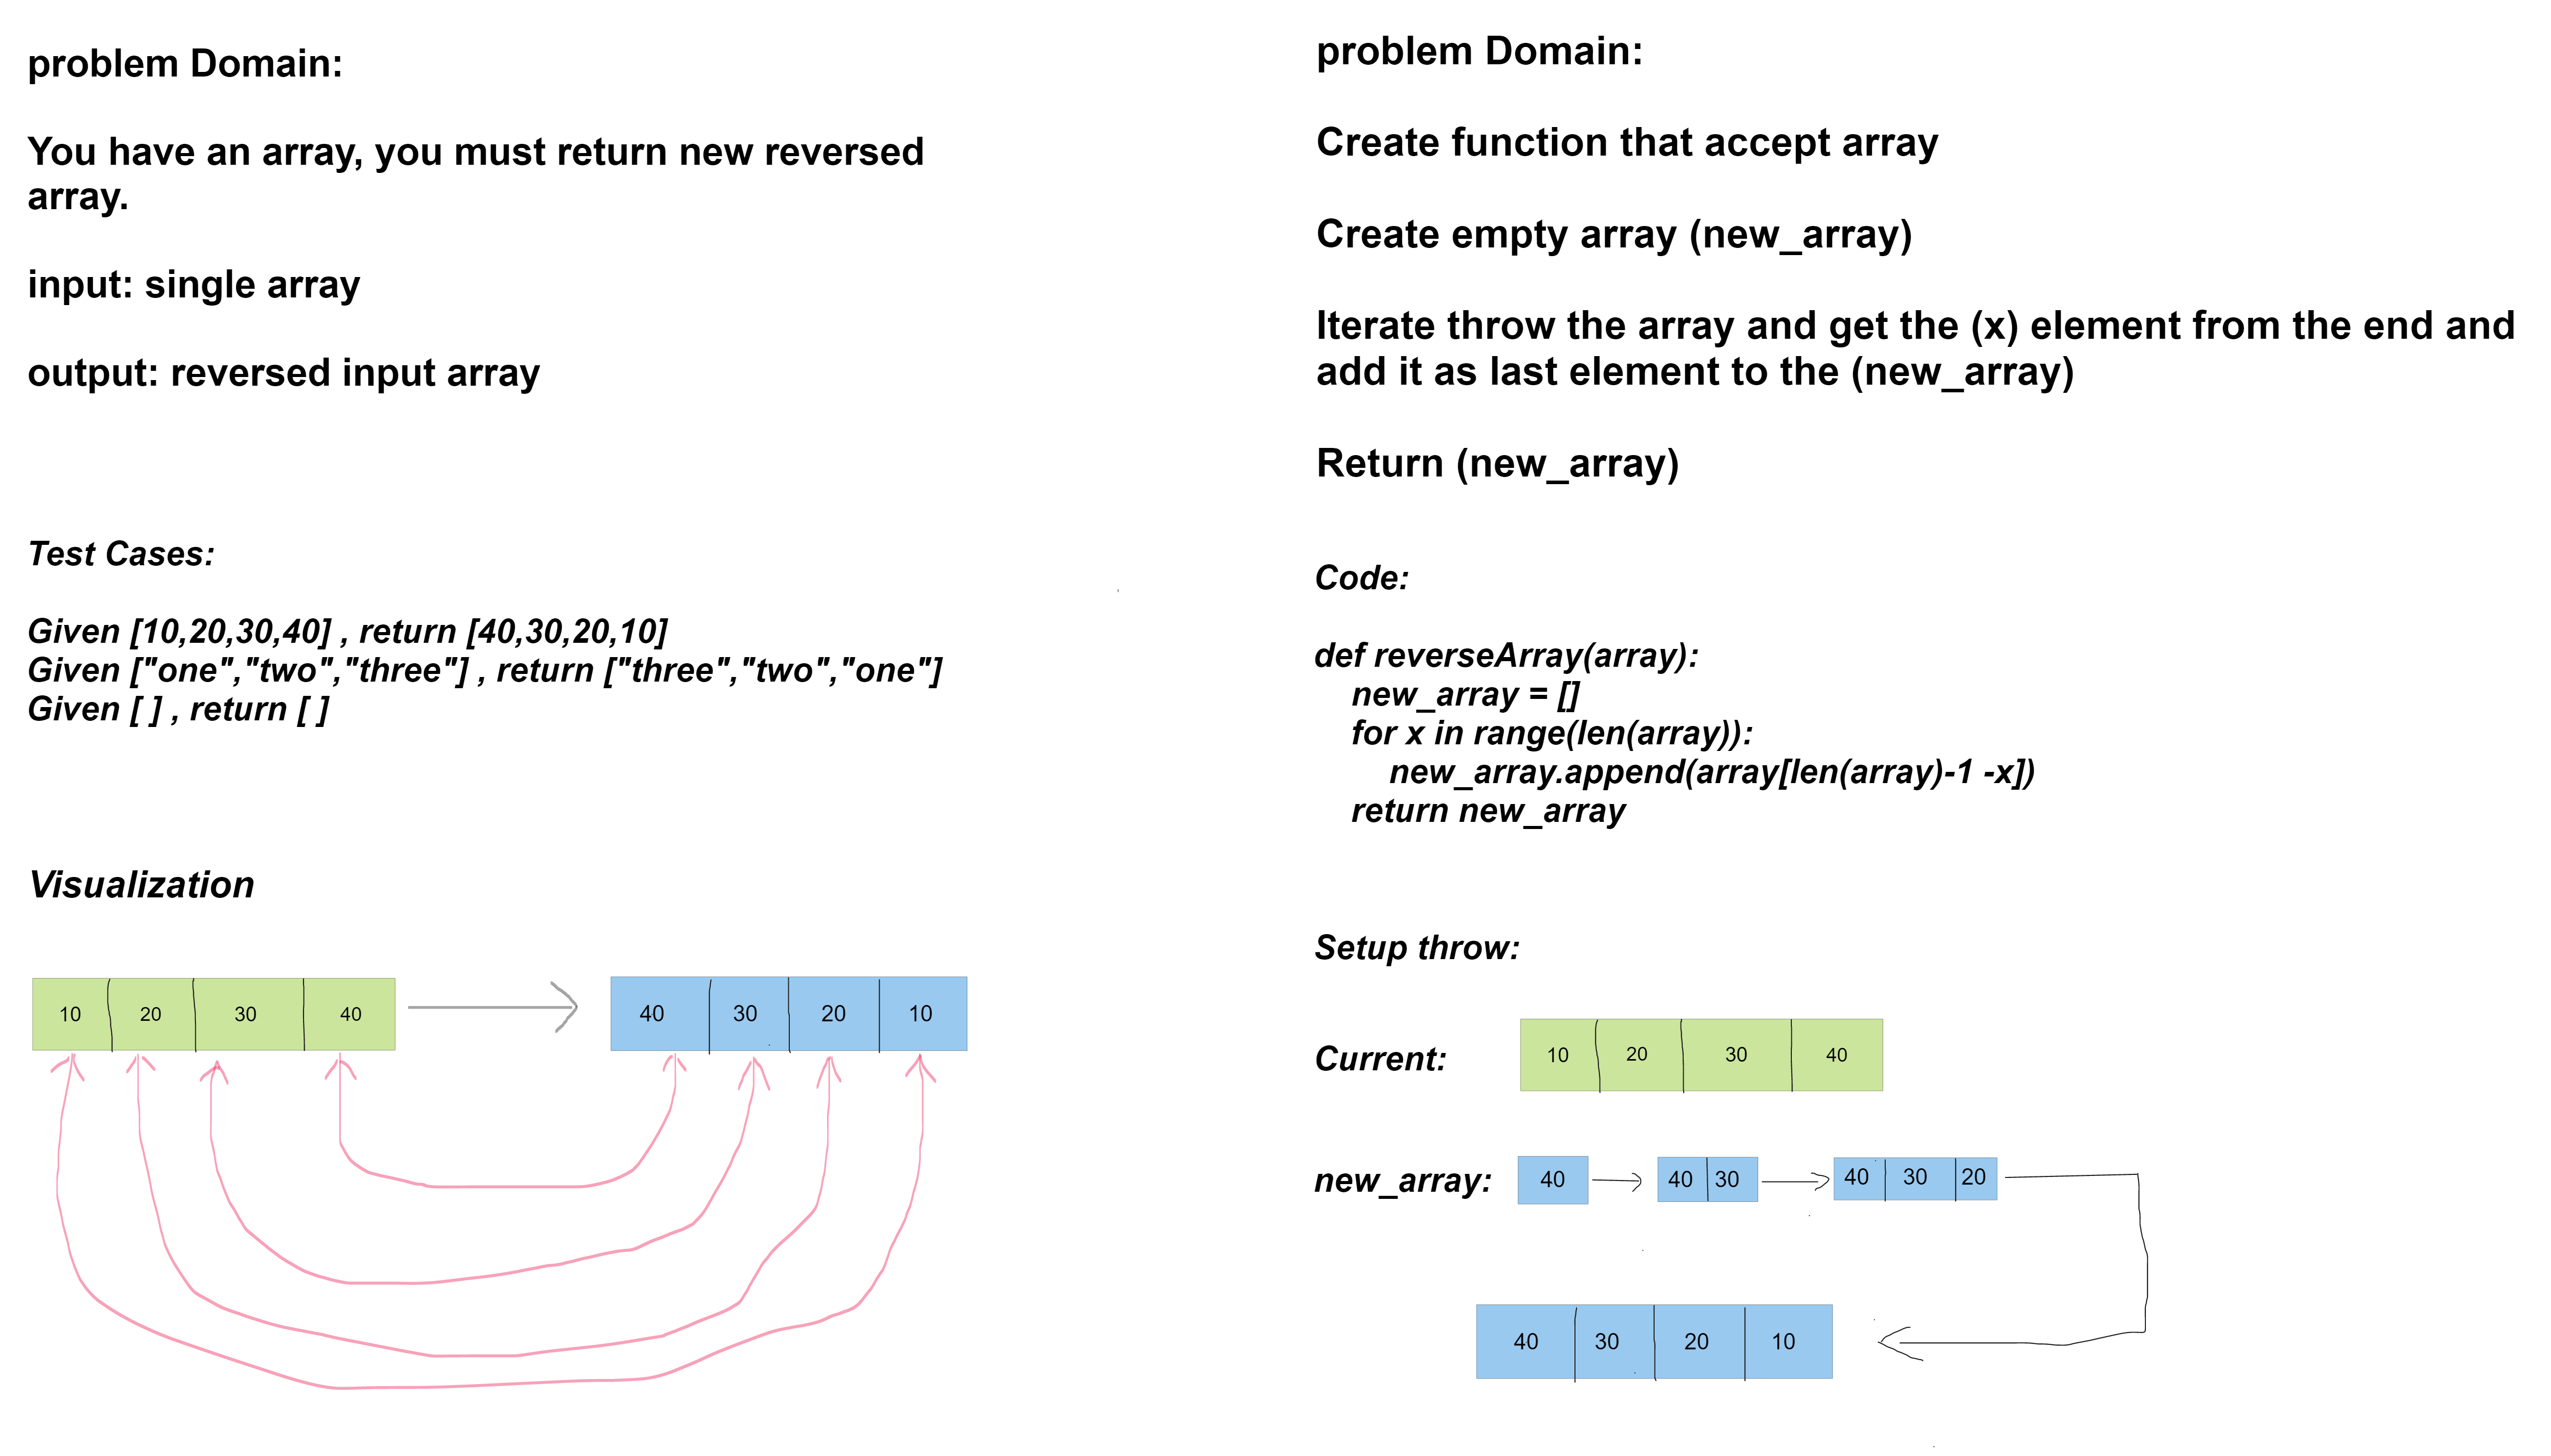 problem Domain:
You have an array, you must return new reversed
array.
input: single array
output: reversed input array
Test Cases:
Given [10,20,30,40] , return [40,30,20,10]
Given ["one","two","three"] , return ["three","two","one"]
Given [ ] , return [ ]
Visualization
10 20 30 40
40 30 20 10
problem Domain:
Create function that accept array
Create empty array (new_array)
Iterate throw the array and get the (x) element from the end and
add it as last element to the (new_array)
Return (new_array)
Code:
def reverseArray(array):
new_array = []
for x in range(len(array)):
new_array.append(array[len(array)-1 -x])
return new_array
Setup throw:
Current: 10 20 30 40
new_array: 40 40 30 40 30 20
40 30 20 10